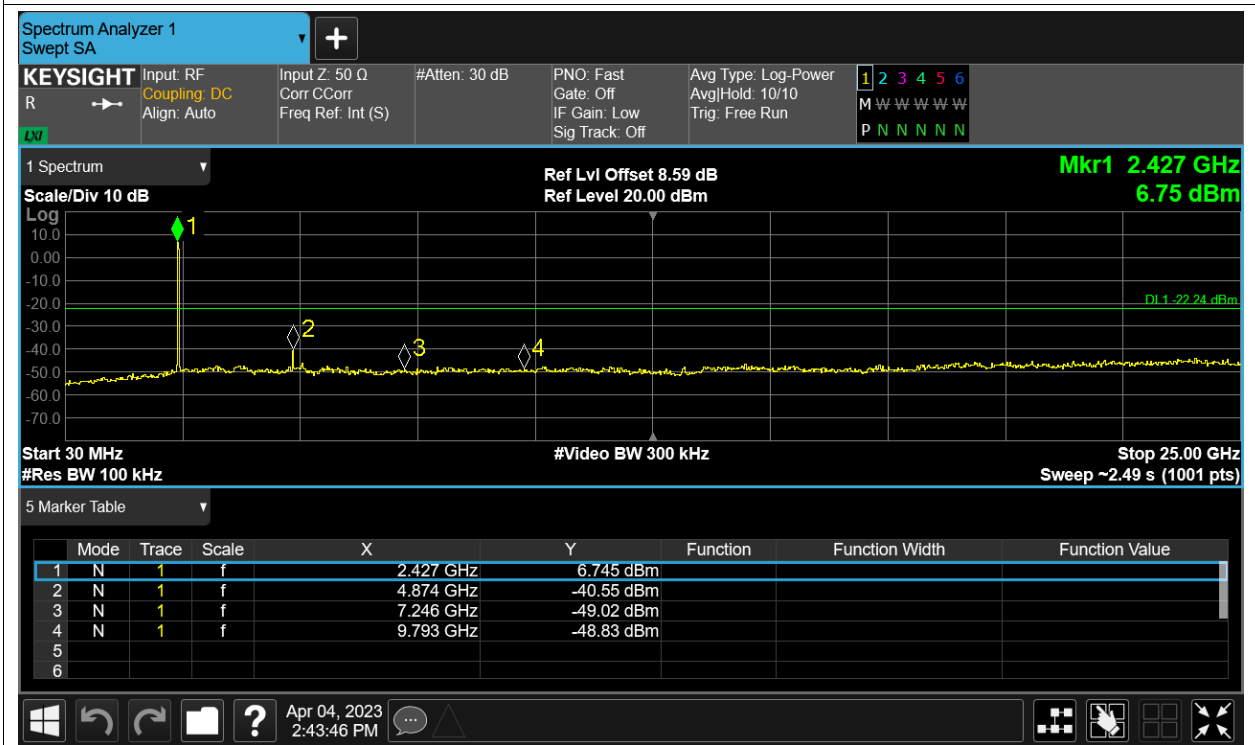 Spectrum Analyzer 1
Swept SA
+
KEYSIGHT Input: RF Input Z: 50 Ω #Atten: 30 dB PNO: Fast Avg Type: Log-Power 1 2 3 4 5 6
R Coupling: DC Corr CCorr Gate: Off Avg|Hold: 10/10 M W W W W W
Align: Auto Freq Ref: Int (S) IF Gain: Low Trig: Free Run
LXI Sig Track: Off P N N N N N
1 Spectrum Ref Lvl Offset 8.59 dB Mkr1 2.427 GHz
Scale/Div 10 dB Ref Level 20.00 dBm 6.75 dBm
Log
1
10.0
0.00
-10.0
-20.0
DL1 -22.24 dBm
-30.0
2
-40.0
3 4
-50.0
-60.0
-70.0
Start 30 MHz #Video BW 300 kHz Stop 25.00 GHz
#Res BW 100 kHz Sweep ~2.49 s (1001 pts)
5 Marker Table
Mode Trace Scale X Y Function Function Width Function Value
1 N 1 f 2.427 GHz 6.745 dBm
2 N 1 f 4.874 GHz -40.55 dBm
3 N 1 f 7.246 GHz -49.02 dBm
4 N 1 f 9.793 GHz -48.83 dBm
5
6
? Apr 04, 2023
2:43:46 PM